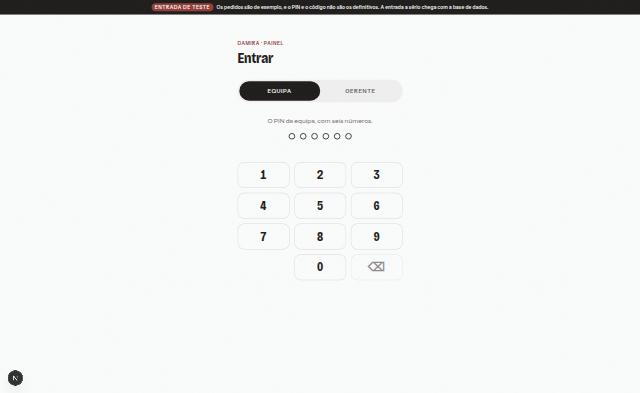 ENTRADA DE TESTE Os pedidos são de exemplo, e o PIN e o código não são os definitivos. A entrada a sério chega com a base de dados.
DAMIRA · PAINEL
Entrar
EQUIPA GERENTE
O PIN da equipa, com seis números.
1 2 3
4 5 6
7 8 9
0
N